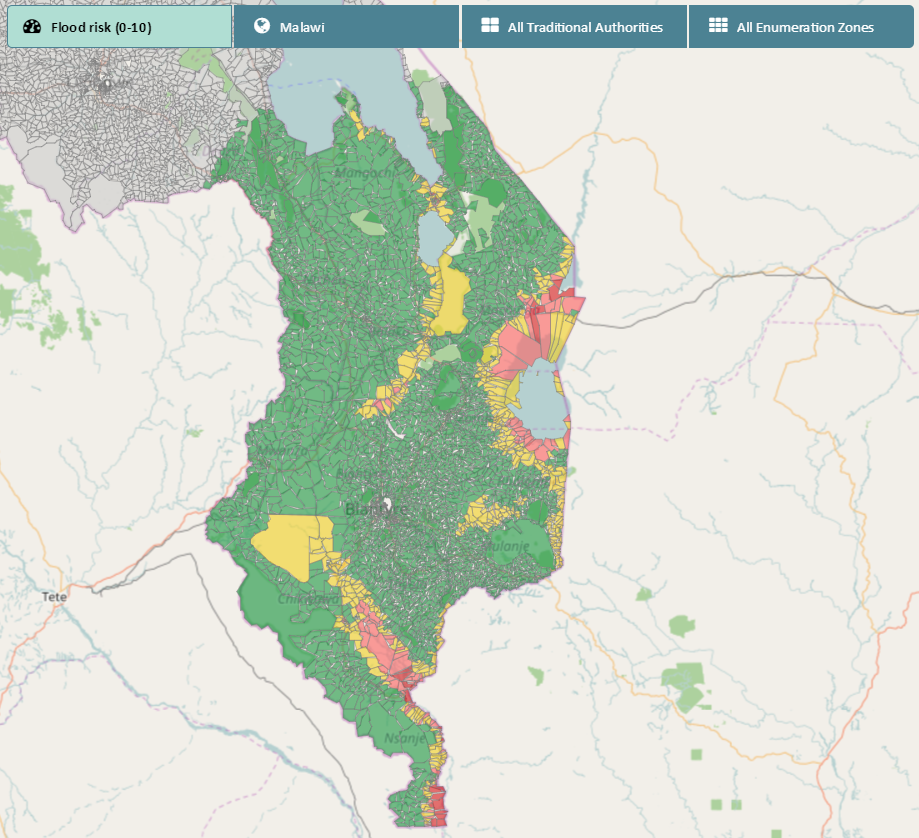 Flood risk (0-10)
Malawi
All Traditional Authorities
All Enumeration Zones
Mangochi
Blantyre
Mulanje
Tete
Chikwawa
Nsanje